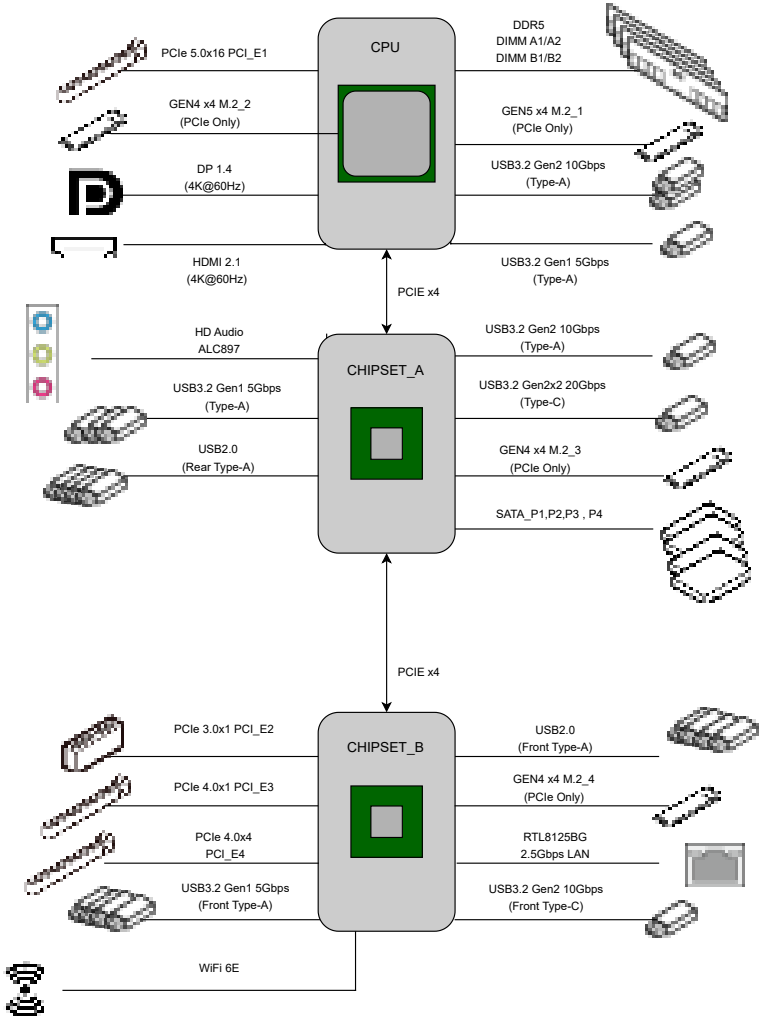 CPU
PCIe 5.0x16 PCI_E1
DDR5
DIMM A1/A2
DIMM B1/B2
GEN4 x4 M.2_2
(PCIe Only)
GEN5 x4 M.2_1
(PCIe Only)
DP 1.4
(4K@60Hz)
USB3.2 Gen2 10Gbps
(Type-A)
HDMI 2.1
(4K@60Hz)
USB3.2 Gen1 5Gbps
(Type-A)
PCIE x4
CHIPSET_A
HD Audio
ALC897
USB3.2 Gen2 10Gbps
(Type-A)
USB3.2 Gen1 5Gbps
(Type-A)
USB3.2 Gen2x2 20Gbps
(Type-C)
USB2.0
(Rear Type-A)
GEN4 x4 M.2_3
(PCIe Only)
SATA_P1,P2,P3 , P4
PCIE x4
CHIPSET_B
PCIe 3.0x1 PCI_E2
USB2.0
(Front Type-A)
PCIe 4.0x1 PCI_E3
GEN4 x4 M.2_4
(PCIe Only)
PCIe 4.0x4
PCI_E4
RTL8125BG
2.5Gbps LAN
USB3.2 Gen1 5Gbps
(Front Type-A)
USB3.2 Gen2 10Gbps
(Front Type-C)
WiFi 6E